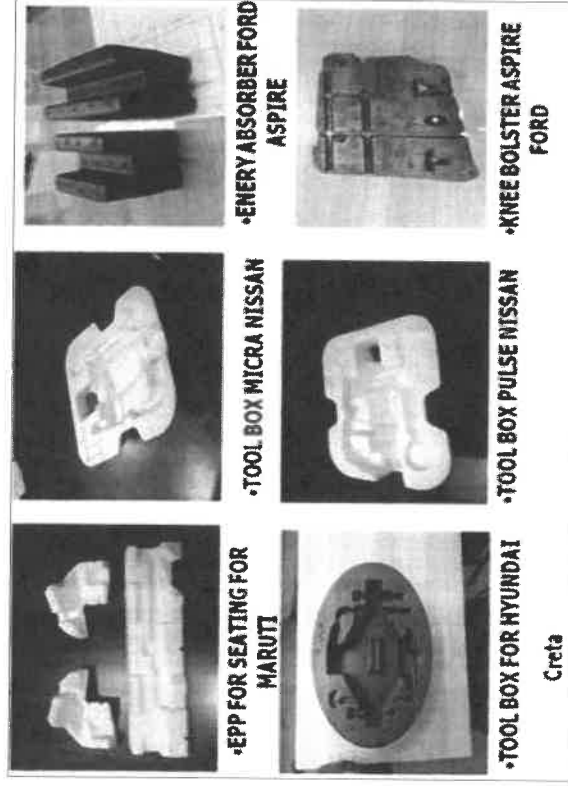 •EPP FOR SEATING FOR
MARUTI
•TOOL BOX MICRA NISSAN
•ENERY ABSORBER FORD
ASPIRE
•TOOL BOX FOR HYUNDAI
Creta
•TOOL BOX PULSE NISSAN
•KNEE BOLSTER ASPIRE
FORD